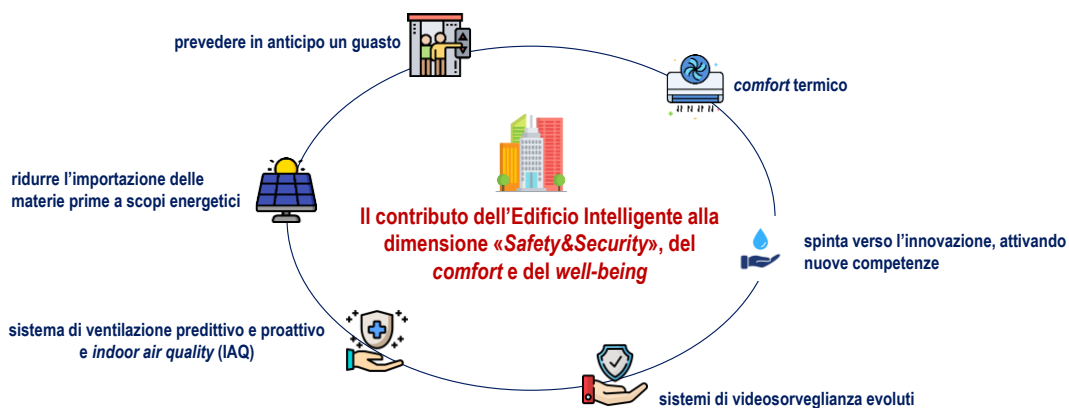 prevedere in anticipo un guasto
comfort termico
ridurre l’importazione delle
materie prime a scopi energetici
Il contributo dell’Edificio Intelligente alla
dimensione «Safety&Security», del
comfort e del well-being
spinta verso l’innovazione, attivando
nuove competenze
sistema di ventilazione predittivo e proattivo
e indoor air quality (IAQ)
sistemi di videosorveglianza evoluti